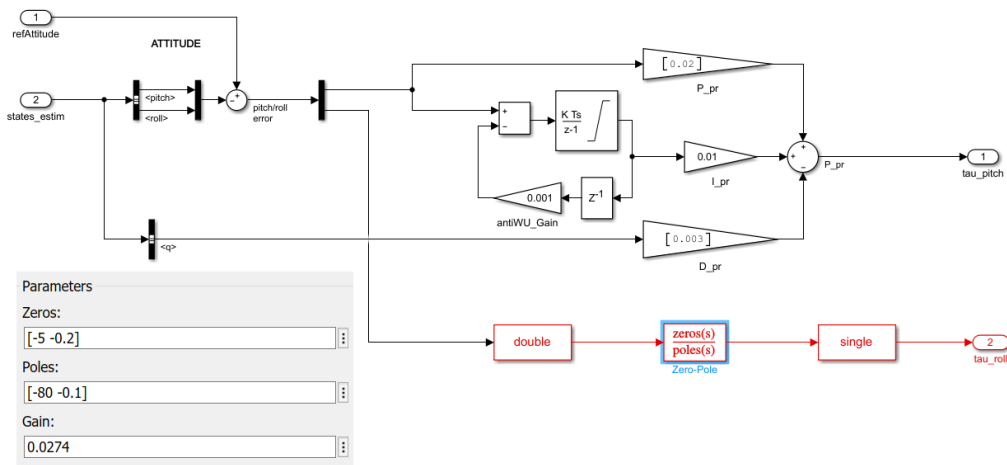 1
refAttitude
ATTITUDE
2
states_estim
<pitch>
<roll>
+
−
pitch/roll
error
+
−
K Ts
z-1
[0.02]
P_pr
0.01
I_pr
0.001
antiWU_Gain
Z-1
+
+
−
P_pr
1
tau_pitch
<q>
[0.003]
D_pr
Parameters
Zeros:
[-5 -0.2]
Poles:
[-80 -0.1]
Gain:
0.0274
double
zeros(s)
poles(s)
Zero-Pole
single
2
tau_roll